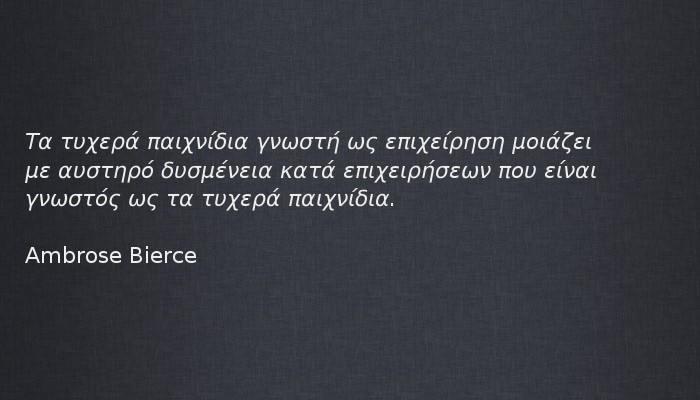 Τα τυχερά παιχνίδια γνωστή ως επιχείρηση μοιάζει
με αυστηρό δυσμένεια κατά επιχειρήσεων που είναι
γνωστός ως τα τυχερά παιχνίδια.
Ambrose Bierce